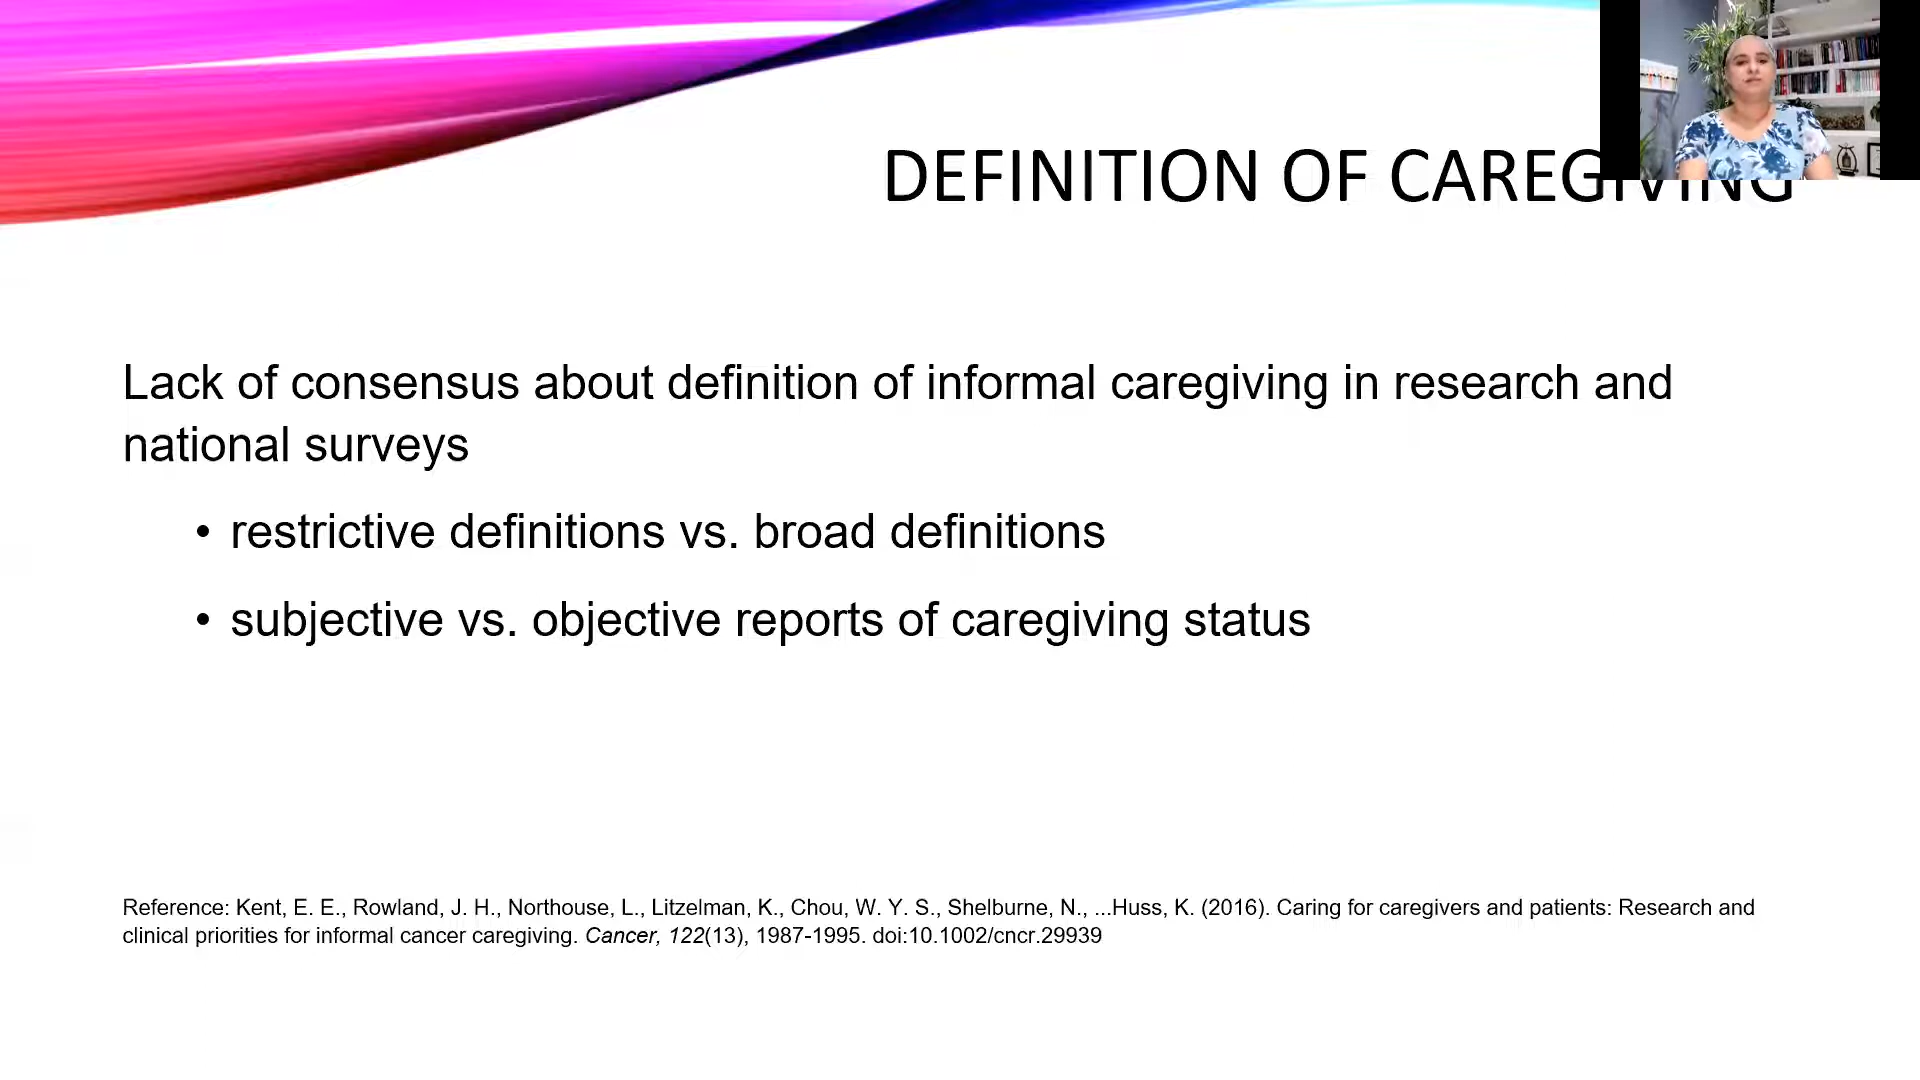 DEFINITION OF CAREGIVING
Lack of consensus about definition of informal caregiving in research and
national surveys
• restrictive definitions vs. broad definitions
• subjective vs. objective reports of caregiving status
Reference: Kent, E. E., Rowland, J. H., Northouse, L., Litzelman, K., Chou, W. Y. S., Shelburne, N., ...Huss, K. (2016). Caring for caregivers and patients: Research and
clinical priorities for informal cancer caregiving. Cancer, 122(13), 1987-1995. doi:10.1002/cncr.29939